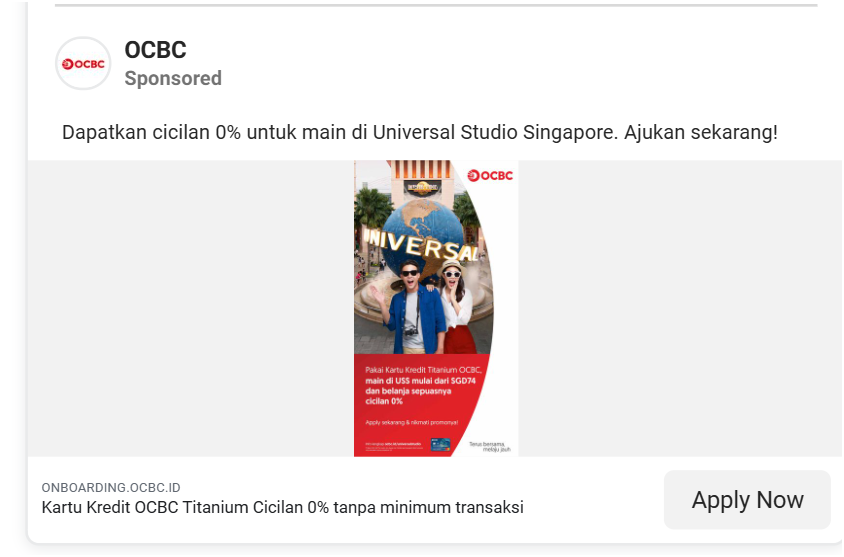 OCBC
OCBC
Sponsored
Dapatkan cicilan 0% untuk main di Universal Studio Singapore. Ajukan sekarang!
OCBC
UNIVERSAL
Pakai Kartu Kredit Titanium OCBC,
main di USS mulai dari SGD74
dan belanja sepuasnya
cicilan 0%
Apply sekarang & nikmati promonya!
Terus bersama,
melaju jauh
ONBOARDING.OCBC.ID
Kartu Kredit OCBC Titanium Cicilan 0% tanpa minimum transaksi
Apply Now